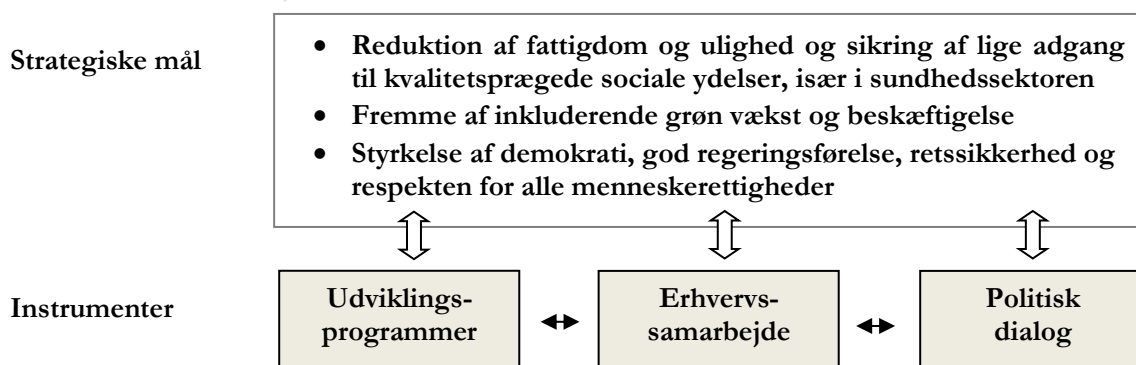 Strategiske mål
• Reduktion af fattigdom og ulighed og sikring af lige adgang
til kvalitetsprægede sociale ydelser, især i sundhedssektoren
• Fremme af inkluderende grøn vækst og beskæftigelse
• Styrkelse af demokrati, god regeringsførelse, retssikkerhed og
respekten for alle menneskerettigheder
Instrumenter
Udviklings-
programmer
Erhvervs-
samarbejde
Politisk
dialog